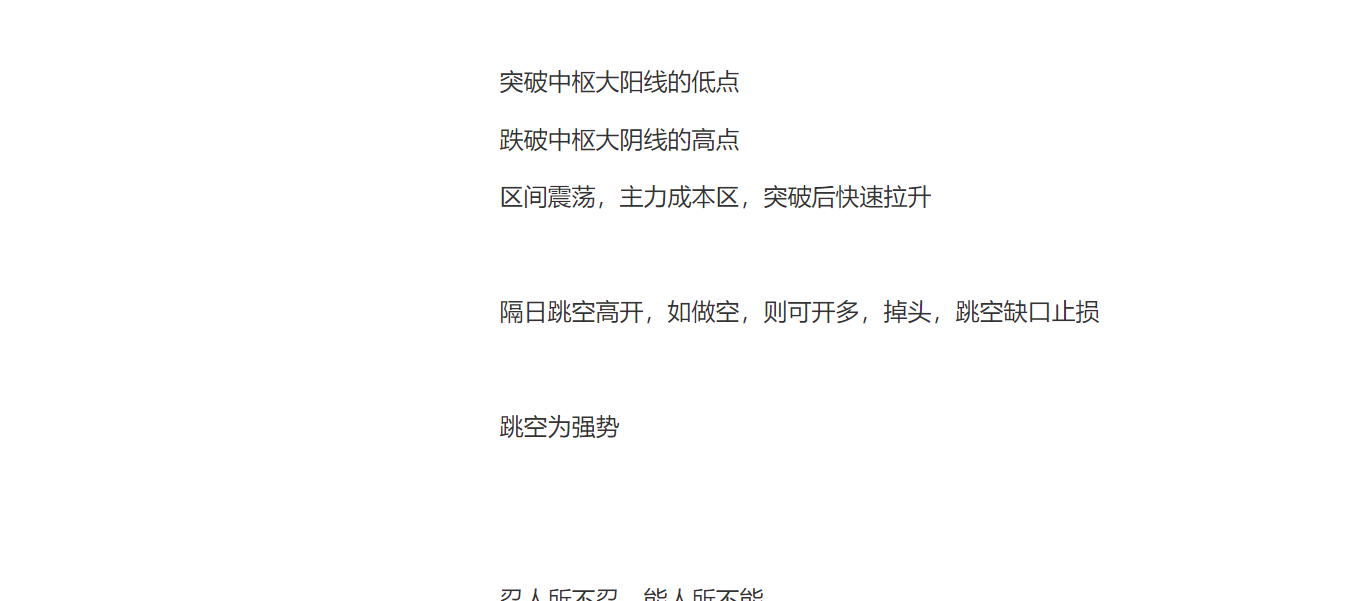 突破中枢大阳线的低点
跌破中枢大阴线的高点
区间震荡，主力成本区，突破后快速拉升
隔日跳空高开，如做空，则可开多，掉头，跳空缺口止损
跳空为强势
忍人所不忍，能人所不能